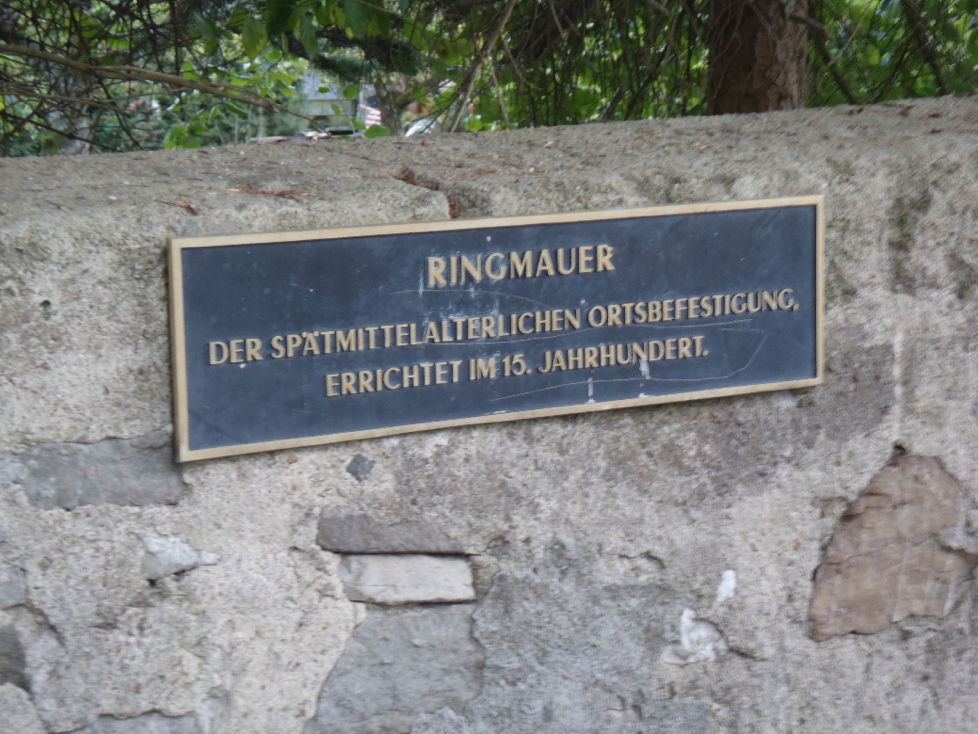 RINGMAUER
DER SPÄTMITTELALTERLICHEN ORTSBEFESTIGUNG,
ERRICHTET IM 15. JAHRHUNDERT.